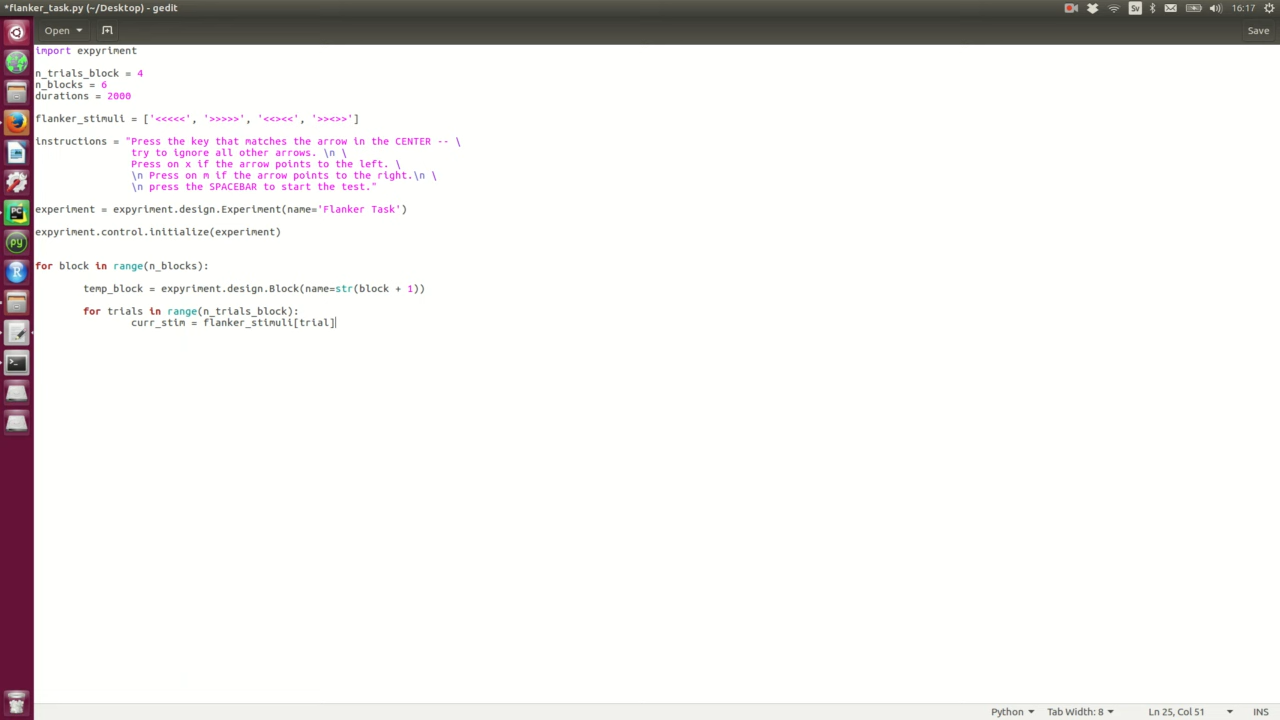 *flanker_task.py (~/Desktop) - gedit
Sv
16:17
Open
Save
import expyriment
n_trials_block = 4
n_blocks = 6
durations = 2000
flanker_stimuli = ['<<<<<', '>>>>>', '<<><<', '>><>>']
instructions = "Press the key that matches the arrow in the CENTER -- \
try to ignore all other arrows. \n \
Press on x if the arrow points to the left. \
\n Press on m if the arrow points to the right.\n \
\n press the SPACEBAR to start the test."
experiment = expyriment.design.Experiment(name='Flanker Task')
expyriment.control.initialize(experiment)
for block in range(n_blocks):
temp_block = expyriment.design.Block(name=str(block + 1))
for trials in range(n_trials_block):
curr_stim = flanker_stimuli[trial]
PC
py
R
Python
Tab Width: 8
Ln 25, Col 51
INS